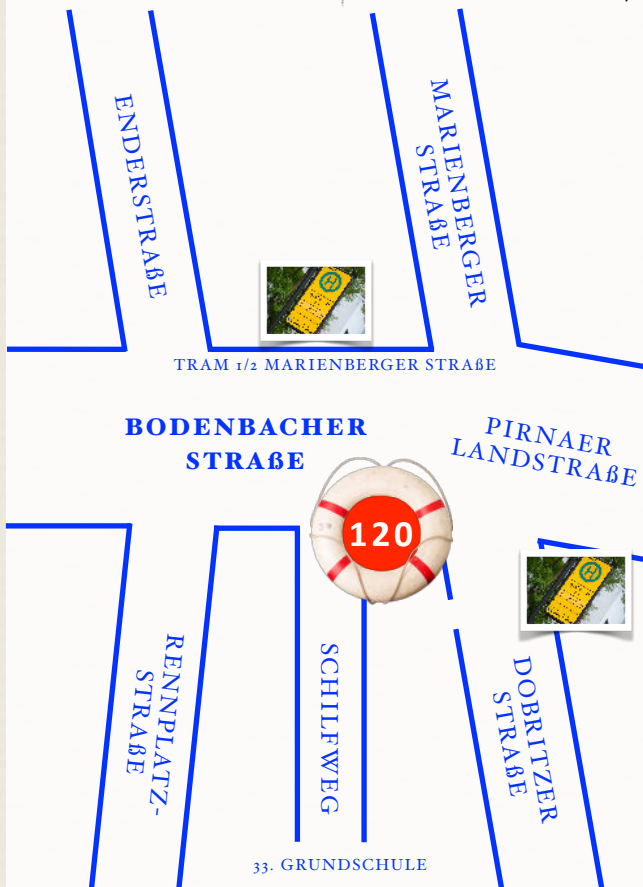 ENDERSTRAßE
MARIENBERGER
STRAßE
H
TRAM 1/2 MARIENBERGER STRAßE
BODENBACHER
STRAßE
PIRNAER
LANDSTRAßE
120
H
RENNPLATZ-
STRAßE
SCHILFWEG
DOBRITZER
STRAßE
33. GRUNDSCHULE